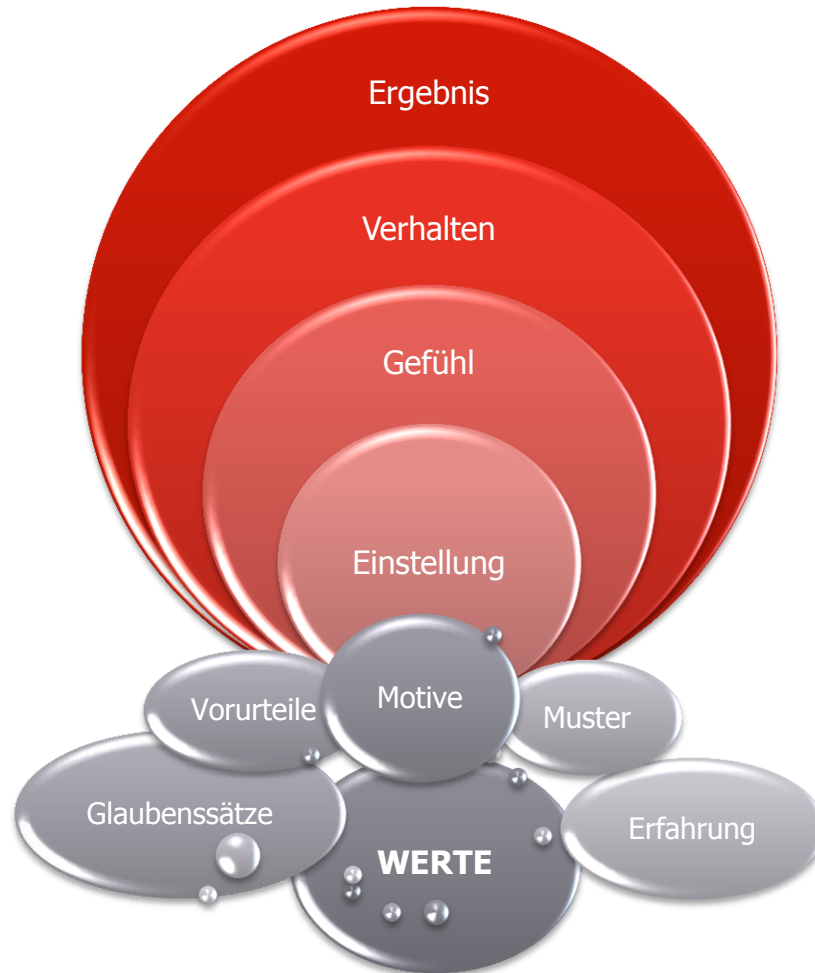 Ergebnis
Verhalten
Gefühl
Einstellung
Motive
Vorurteile
Muster
Glaubenssätze
Erfahrung
WERTE